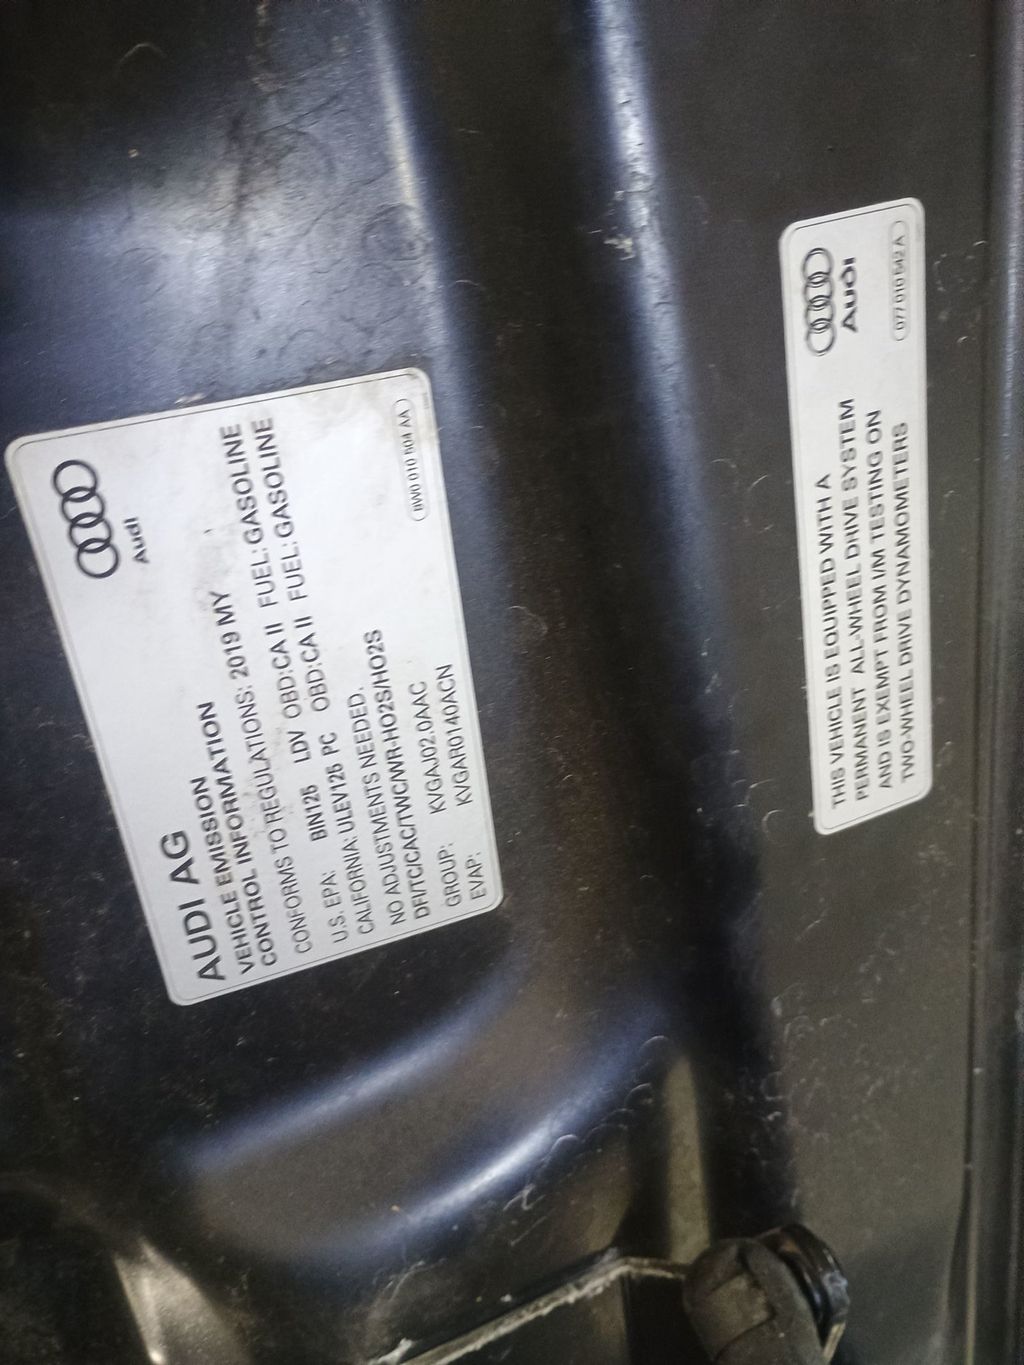 Audi
AUDI AG
VEHICLE EMISSION
CONTROL INFORMATION:
CONFORMS TO REGULATIONS: 2019 MY
U.S. EPA: BIN125 LDV OBD:CA II FUEL: GASOLINE
CALIFORNIA: ULEV125 PC OBD:CA II FUEL: GASOLINE
NO ADJUSTMENTS NEEDED.
DFI/TC/CAC/TWC/WR-HO2S/HO2S
GROUP: KVGAJ02.0AAC
EVAP: KVGAR0140ACN
8W0 010 504 AA
Audi
THIS VEHICLE IS EQUIPPED WITH A
PERMANENT ALL-WHEEL DRIVE SYSTEM
AND IS EXEMPT FROM I/M TESTING ON
TWO-WHEEL DRIVE DYNAMOMETERS
077 010 542 A